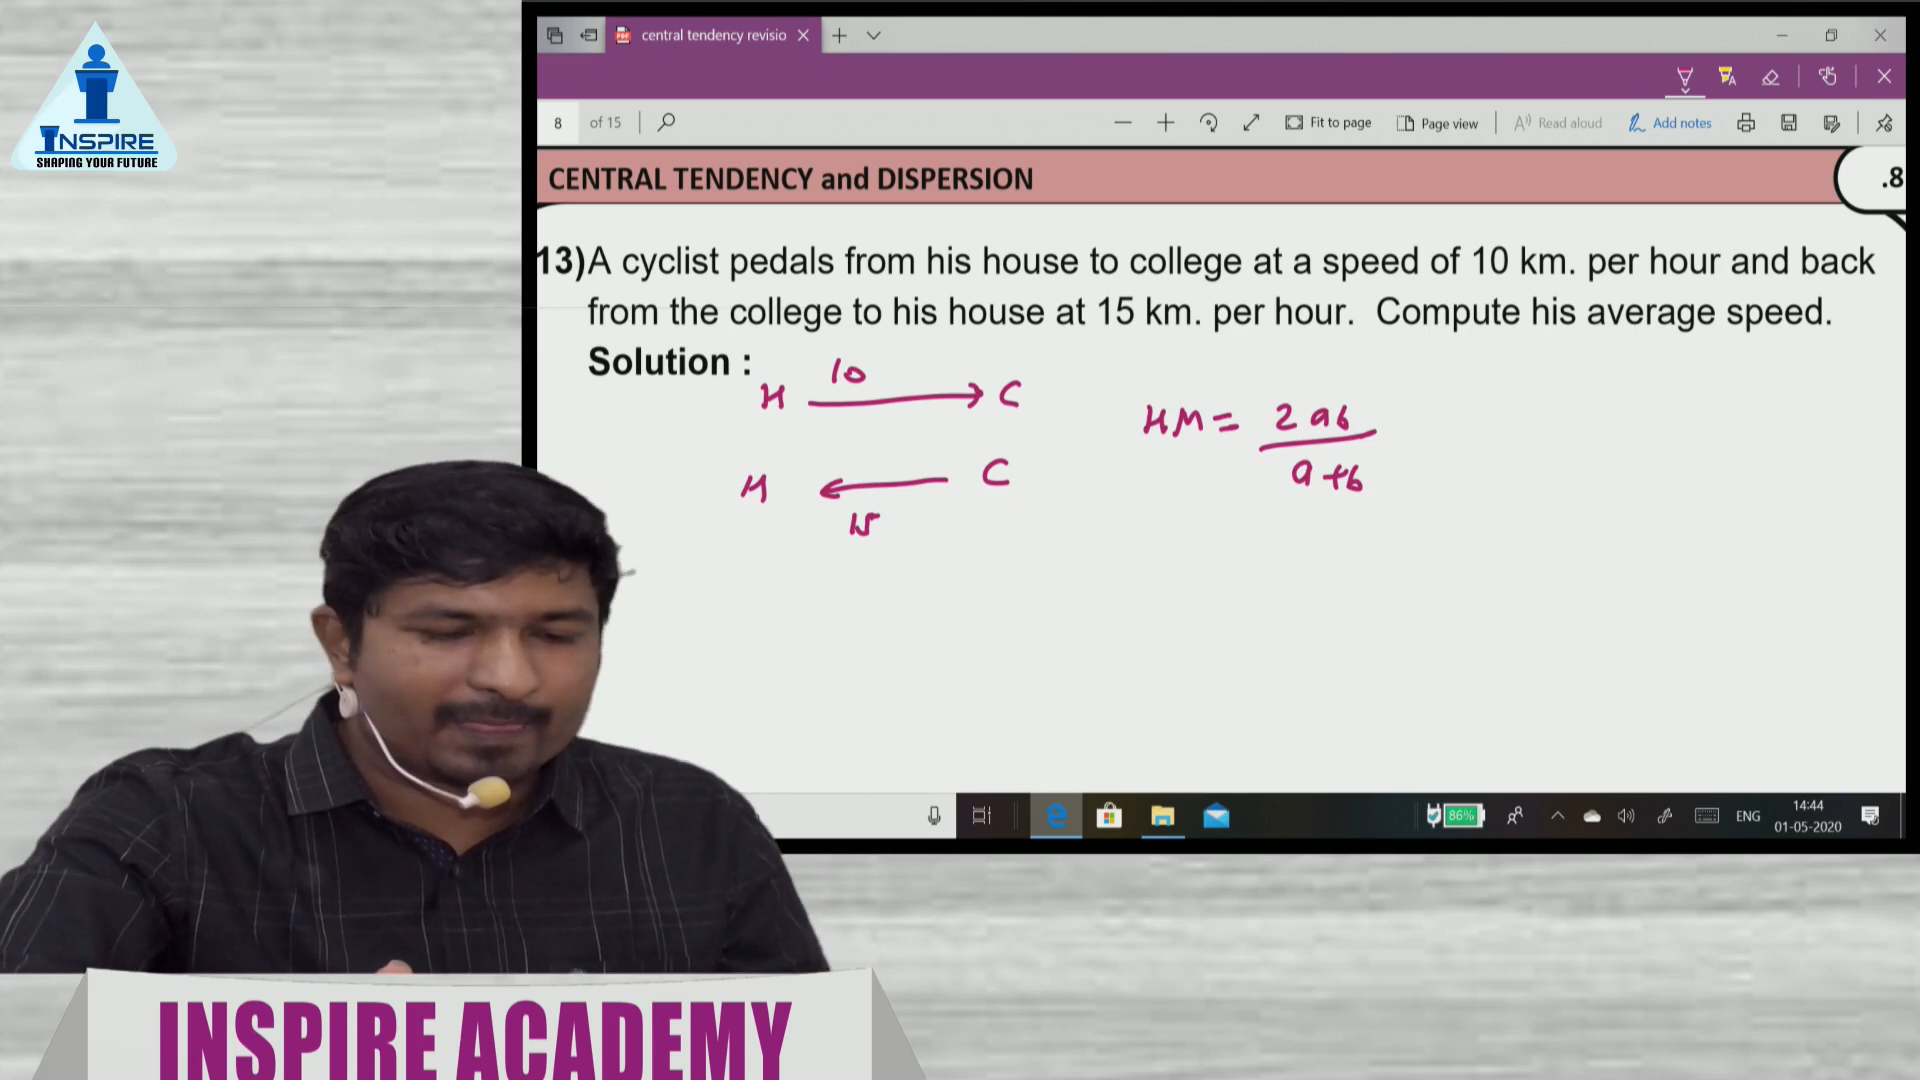 INSPIRE
SHAPING YOUR FUTURE
central tendency revisio
8 of 15
Fit to page
Page view
Read aloud
Add notes
CENTRAL TENDENCY and DISPERSION
.8
13) A cyclist pedals from his house to college at a speed of 10 km. per hour and back
from the college to his house at 15 km. per hour. Compute his average speed.
Solution :
H 10 C
H 15 C
HM = 2ab
a+b
86%
ENG
14:44
01-05-2020
INSPIRE ACADEMY